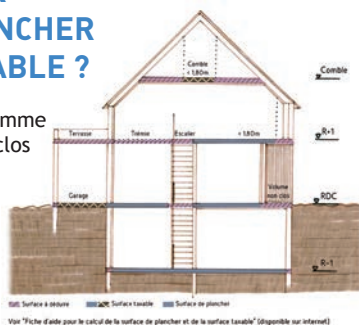 NCHER
ABLE ?
omme
clos
Comble
< 1,80m
Comble
Terrasse
Trémie
Escalier
< 1,80m
R+1
Garage
Volume
non clos
RDC
R-1
Surface à déduire
Surface taxable
Surface de plancher
Voir "Fiche d'aide pour le calcul de la surface de plancher et de la surface taxable" (disponible sur internet)